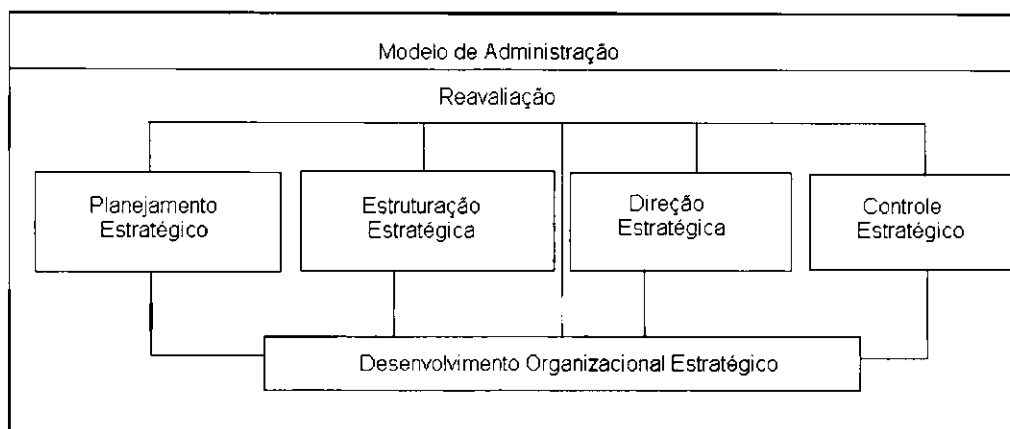 Modelo de Administração
Reavaliação
Planejamento
Estratégico
Estruturação
Estratégica
Direção
Estratégica
Controle
Estratégico
Desenvolvimento Organizacional Estratégico